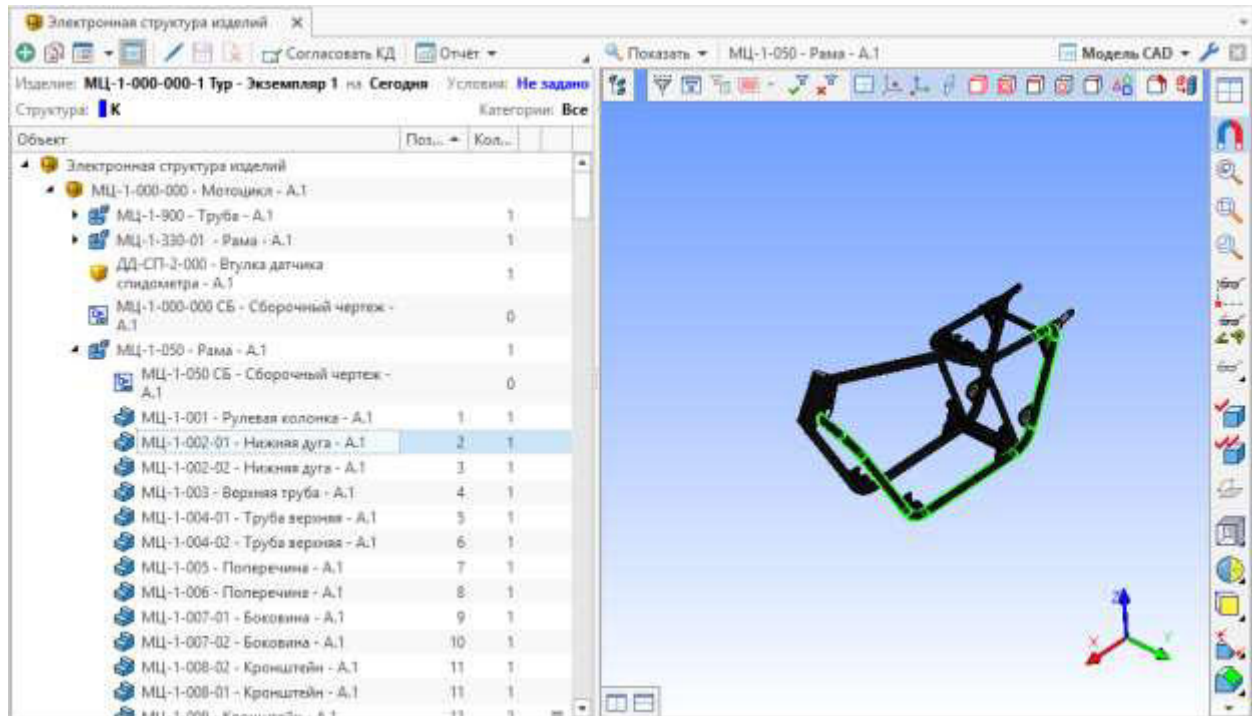 Электронная структура изделий
Согласовать КД Отчёт
Показать МЦ-1-050 - Рама - А.1 Модель CAD
Изделие: МЦ-1-000-000-1 Тур - Экземпляр 1 на Сегодня Условия: Не задано
Структура: К Категории: Все
Объект Поз... Кол...
Электронная структура изделий
МЦ-1-000-000 - Мотоцикл - А.1
МЦ-1-900 - Труба - А.1 1
МЦ-1-330-01 - Рама - А.1 1
ДД-СП-2-000 - Втулка датчика
спидометра - А.1 1
МЦ-1-000-000 СБ - Сборочный чертеж -
А.1 0
МЦ-1-050 - Рама - А.1 1
МЦ-1-050 СБ - Сборочный чертеж -
А.1 0
МЦ-1-001 - Рулевая колонка - А.1 1 1
МЦ-1-002-01 - Нижняя дуга - А.1 2 1
МЦ-1-002-02 - Нижняя дуга - А.1 3 1
МЦ-1-003 - Верхняя труба - А.1 4 1
МЦ-1-004-01 - Труба верхняя - А.1 5 1
МЦ-1-004-02 - Труба верхняя - А.1 6 1
МЦ-1-005 - Поперечина - А.1 7 1
МЦ-1-006 - Поперечина - А.1 8 1
МЦ-1-007-01 - Боковина - А.1 9 1
МЦ-1-007-02 - Боковина - А.1 10 1
МЦ-1-008-02 - Кронштейн - А.1 11 1
МЦ-1-008-01 - Кронштейн - А.1 11 1
Z
X
Y